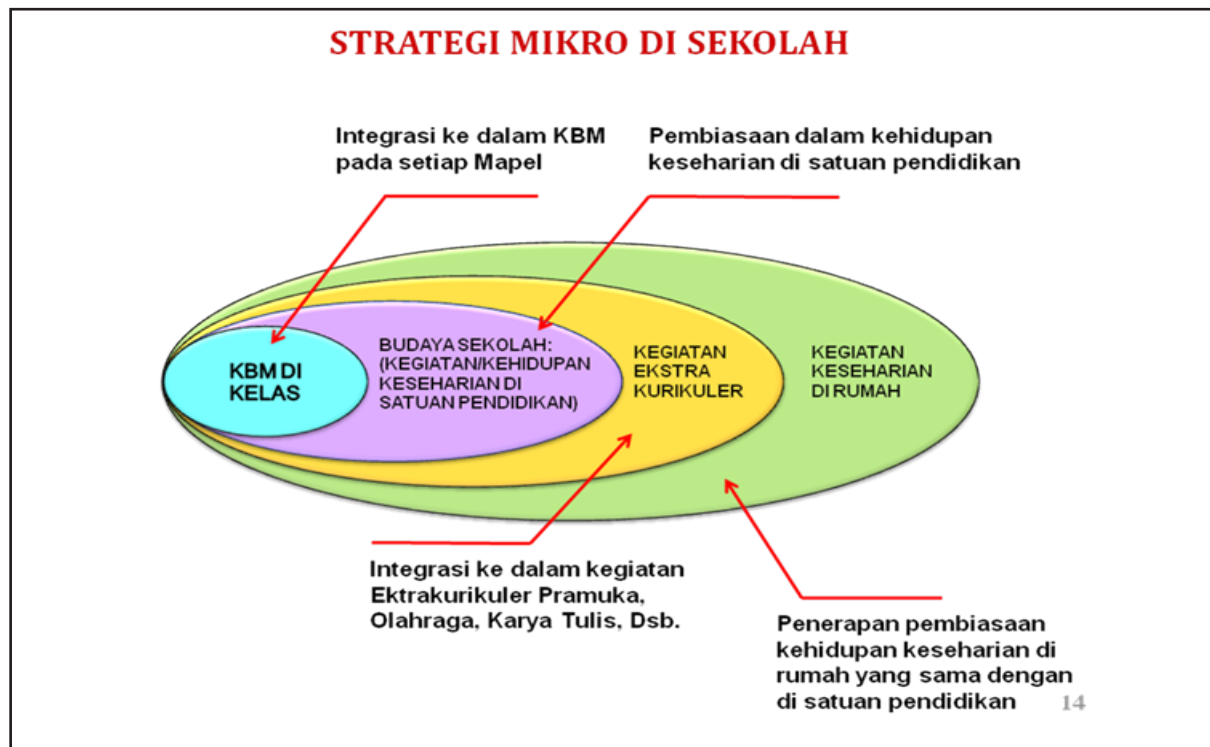 STRATEGI MIKRO DI SEKOLAH
Integrasi ke dalam KBM
pada setiap Mapel
Pembiasaan dalam kehidupan
keseharian di satuan pendidikan
KBM DI
KELAS
BUDAYA SEKOLAH:
(KEGIATAN/KEHIDUPAN
KESEHARIAN DI
SATUAN PENDIDIKAN)
KEGIATAN
EKSTRA
KURIKULER
KEGIATAN
KESEHARIAN
DI RUMAH
Integrasi ke dalam kegiatan
Ektrakurikuler Pramuka,
Olahraga, Karya Tulis, Dsb.
Penerapan pembiasaan
kehidupan keseharian di
rumah yang sama dengan
di satuan pendidikan
14